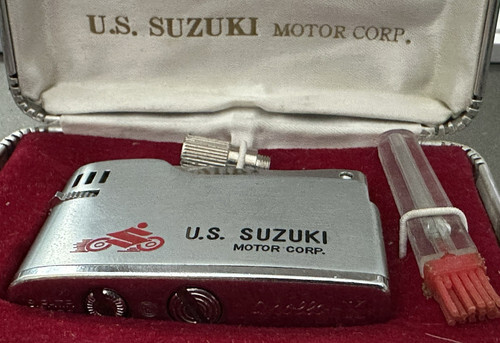 U.S. SUZUKI MOTOR CORP.
U.S. SUZUKI
MOTOR CORP.